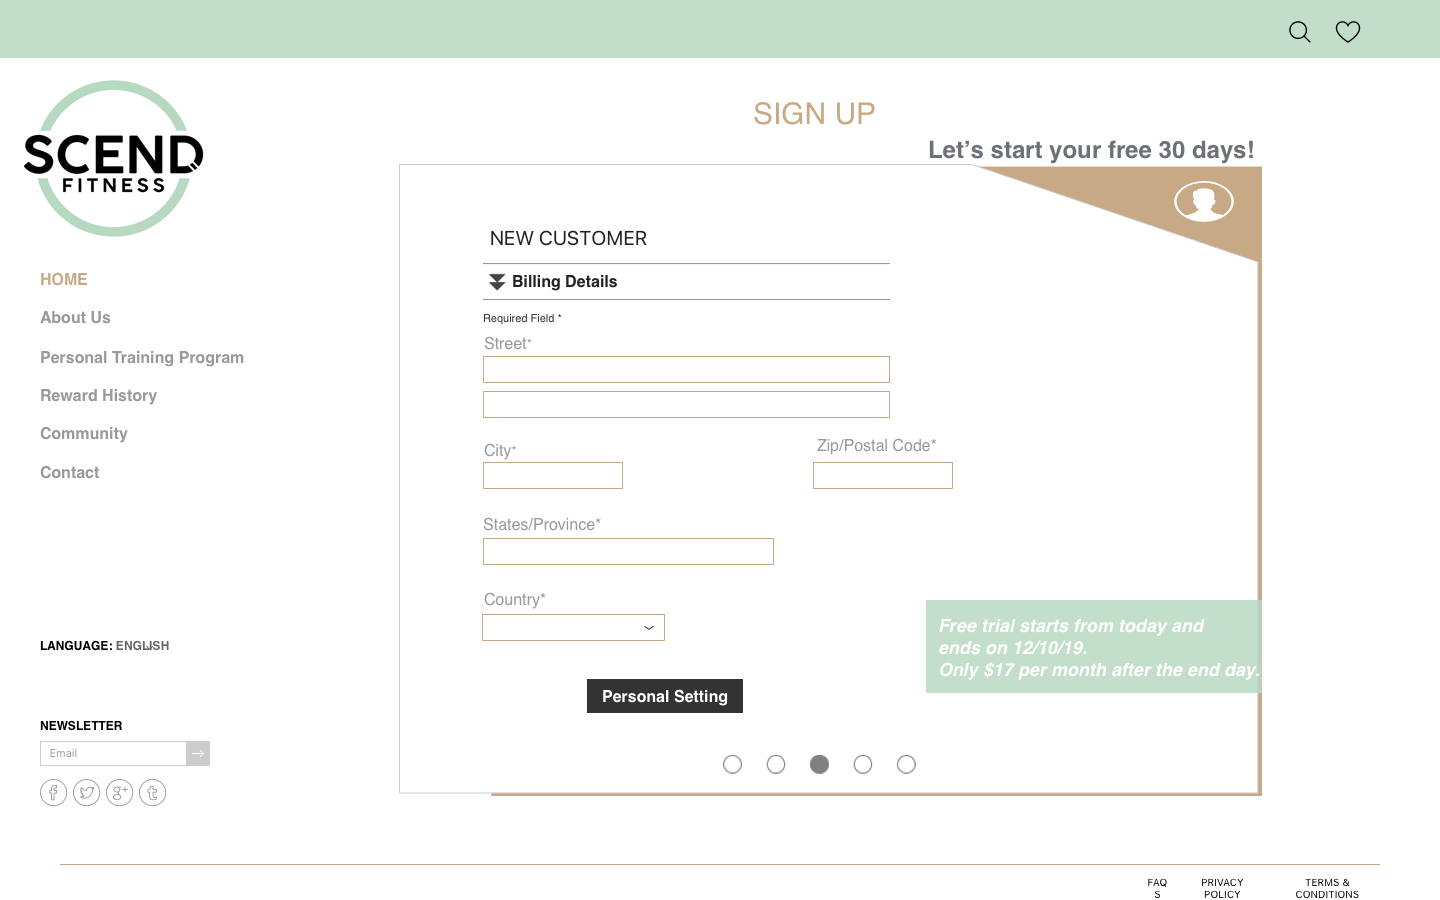 SCEND
FITNESS
SIGN UP
Let’s start your free 30 days!
HOME
About Us
Personal Training Program
Reward History
Community
Contact
LANGUAGE: ENGLISH
NEWSLETTER
Email
NEW CUSTOMER
Billing Details
Required Field *
Street*
City*
Zip/Postal Code*
States/Province*
Country*
Personal Setting
Free trial starts from today and
ends on 12/10/19.
Only $17 per month after the end day.
FAQ
S
PRIVACY
POLICY
TERMS &
CONDITIONS